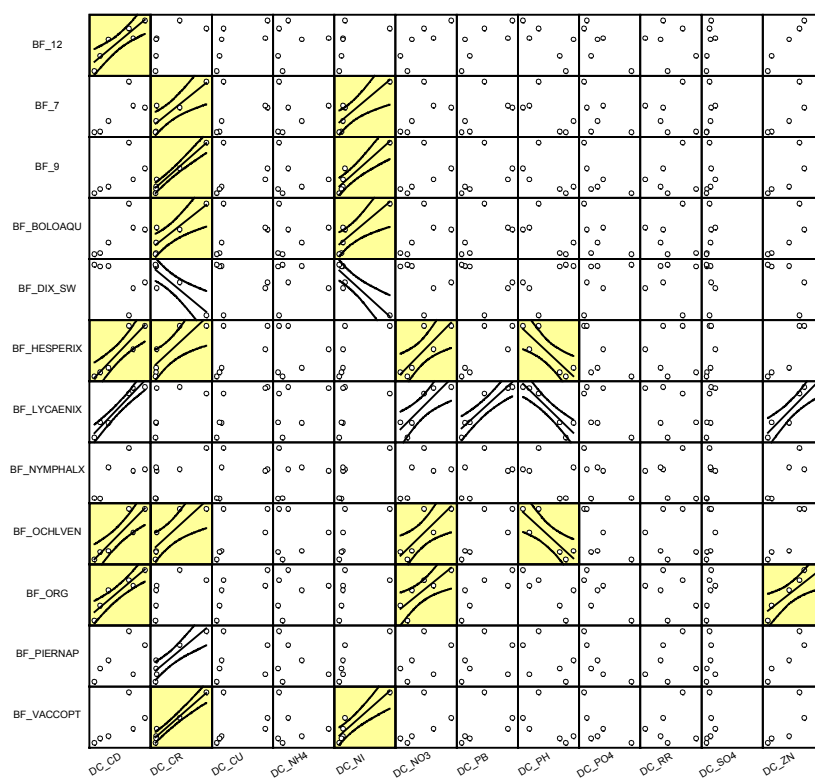 BF_12
BF_7
BF_9
BF_BOLOAQU
BF_DIX_SW
BF_HESPERIX
BF_LYCAENIX
BF_NYMPHALX
BF_OCHLVEN
BF_ORG
BF_PIERNAP
BF_VACCOPT
DC_CD DC_CR DC_CU DC_NH4 DC_NI DC_NO3 DC_PB DC_PH DC_PO4 DC_RR DC_SO4 DC_ZN